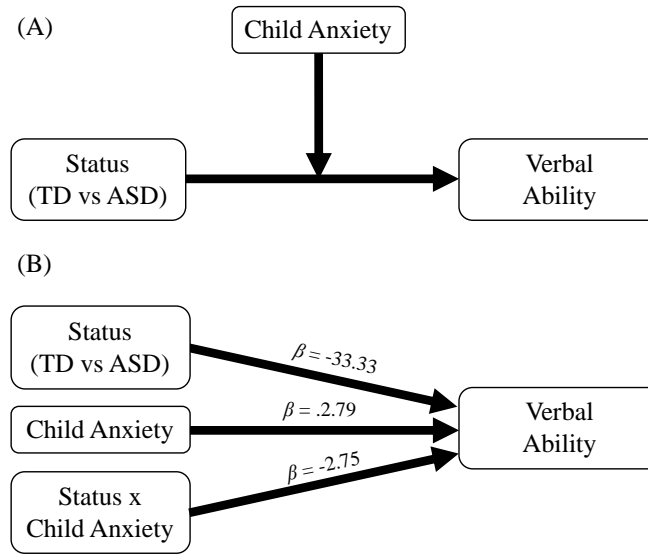 (A)
Child Anxiety
Status
(TD vs ASD)
Verbal
Ability
(B)
Status
(TD vs ASD)
β = -33.33
Child Anxiety
β = .2.79
Verbal
Ability
Status x
Child Anxiety
β = -2.75